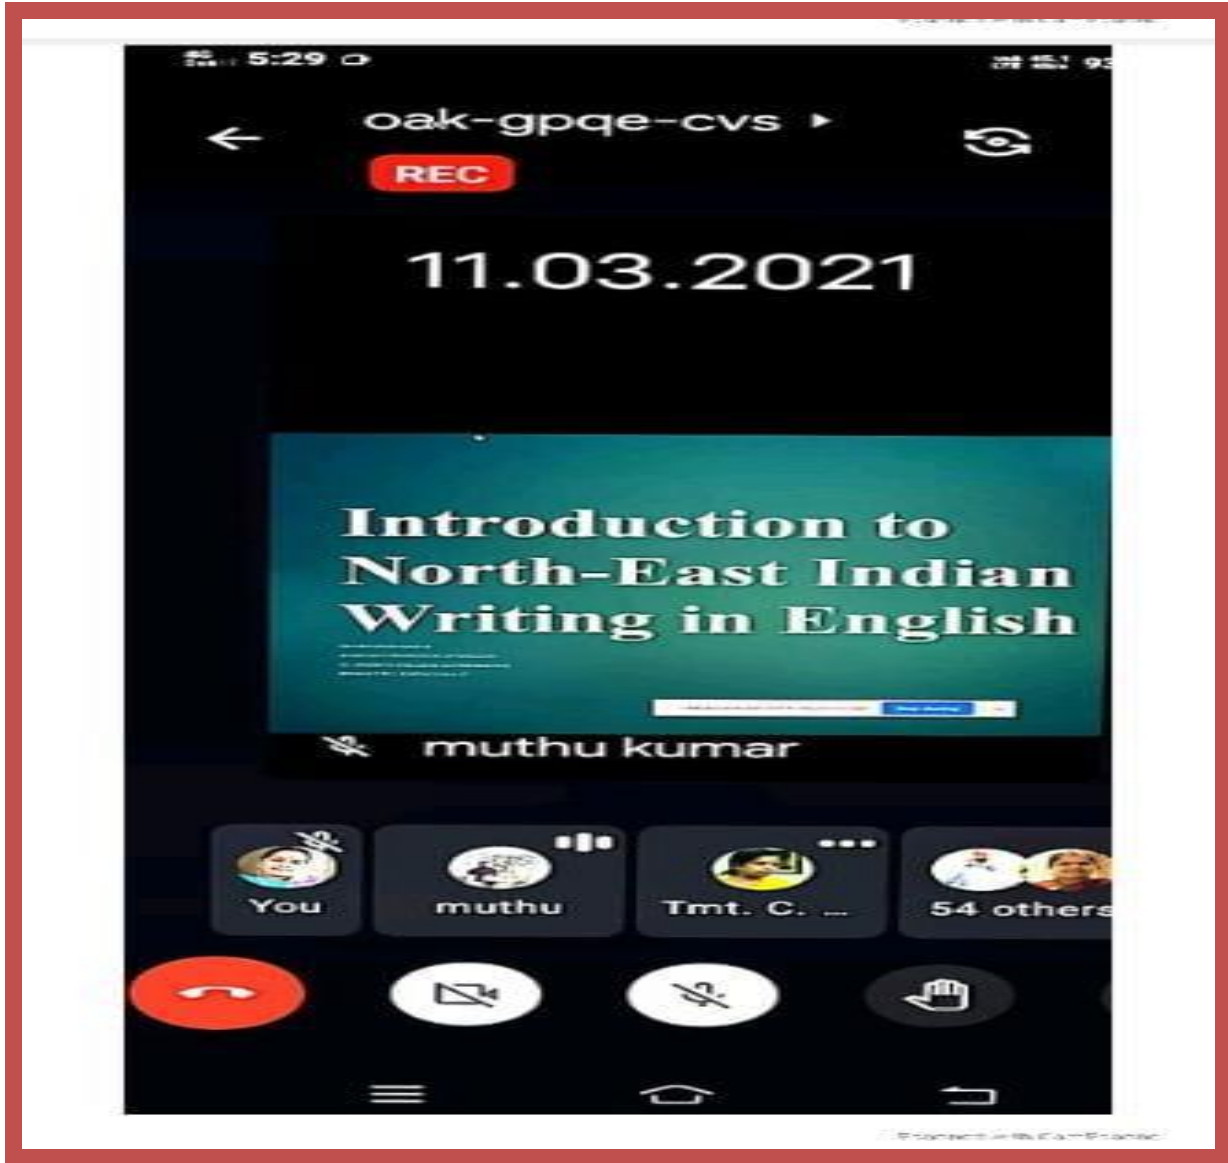 5:29
93
oak-gpqe-cvs
REC
11.03.2021
Introduction to
North-East Indian
Writing in English
muthu kumar
You
muthu
Tmt. C. ...
54 others